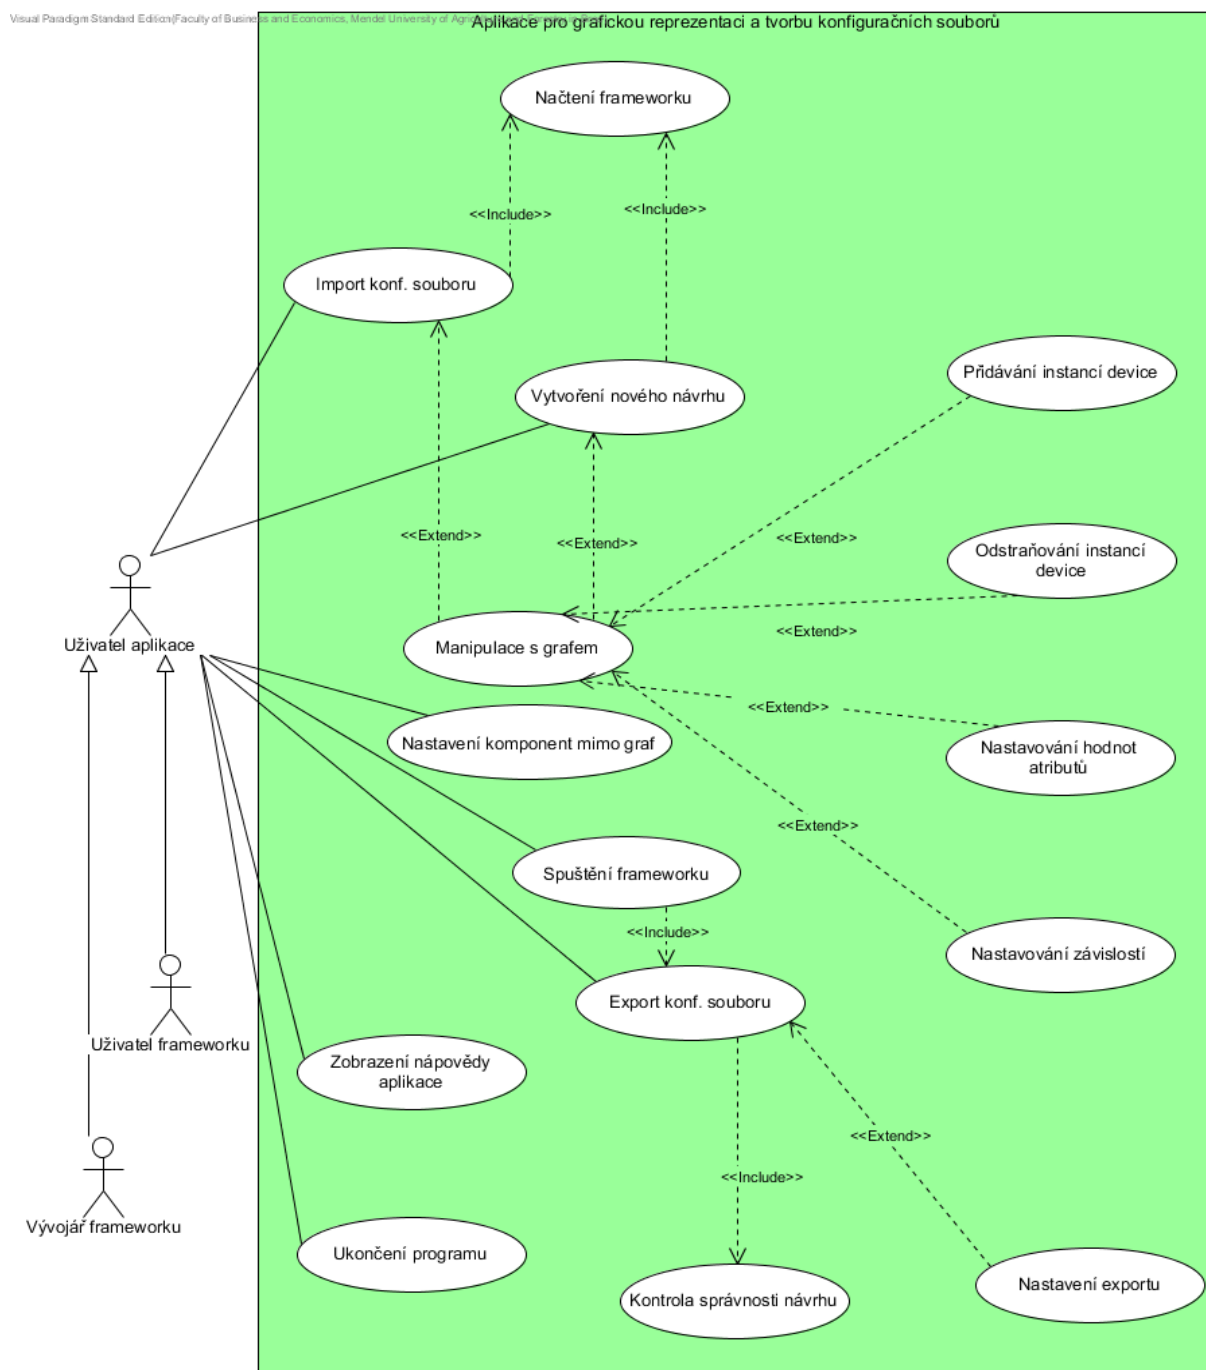 Visual Paradigm Standard Edition(Faculty of Business and Economics, Mendel University of
Aplikace pro grafickou reprezentaci a tvorbu konfiguračních souborů
Načtení frameworku
<<Include>>
<<Include>>
Import konf. souboru
Vytvoření nového návrhu
Přidávání instancí device
<<Extend>>
<<Extend>>
<<Extend>>
Odstraňování instancí
device
Uživatel aplikace
Manipulace s grafem
<<Extend>>
<<Extend>>
Nastavení komponent mimo graf
Nastavování hodnot
atributů
<<Extend>>
Spuštění frameworku
<<Include>>
Nastavování závislostí
Export konf. souboru
Uživatel frameworku
Zobrazení nápovědy
aplikace
<<Extend>>
<<Include>>
Vývojář frameworku
Ukončení programu
Nastavení exportu
Kontrola správnosti návrhu